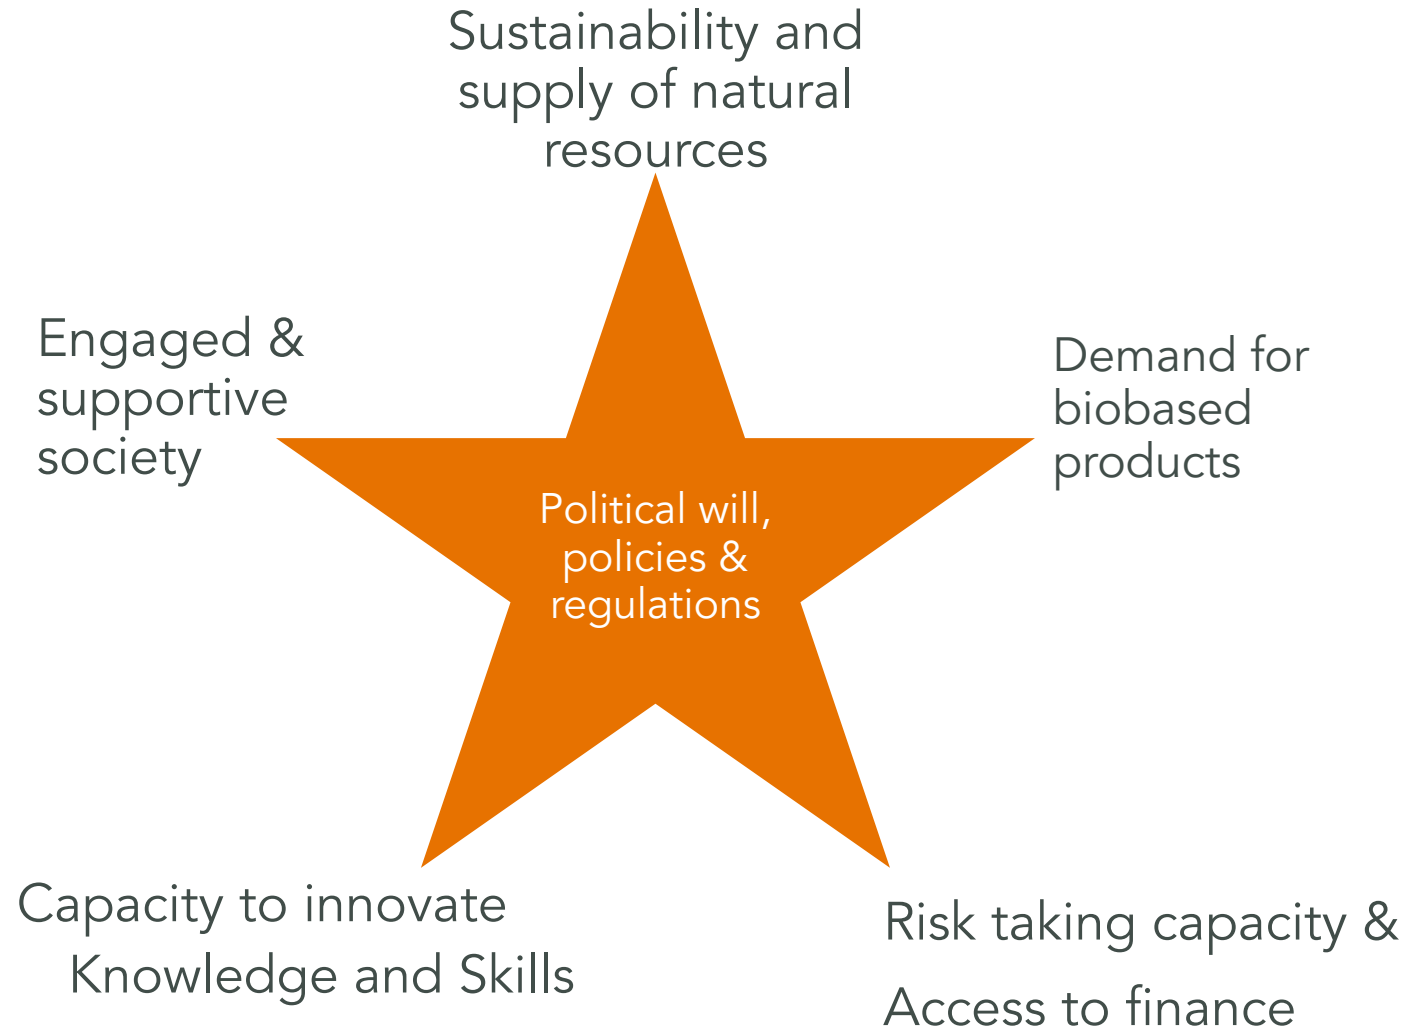 Sustainability and
supply of natural
resources
Engaged &
supportive
society
Demand for
biobased
products
Political will,
policies &
regulations
Capacity to innovate
Knowledge and Skills
Risk taking capacity &
Access to finance